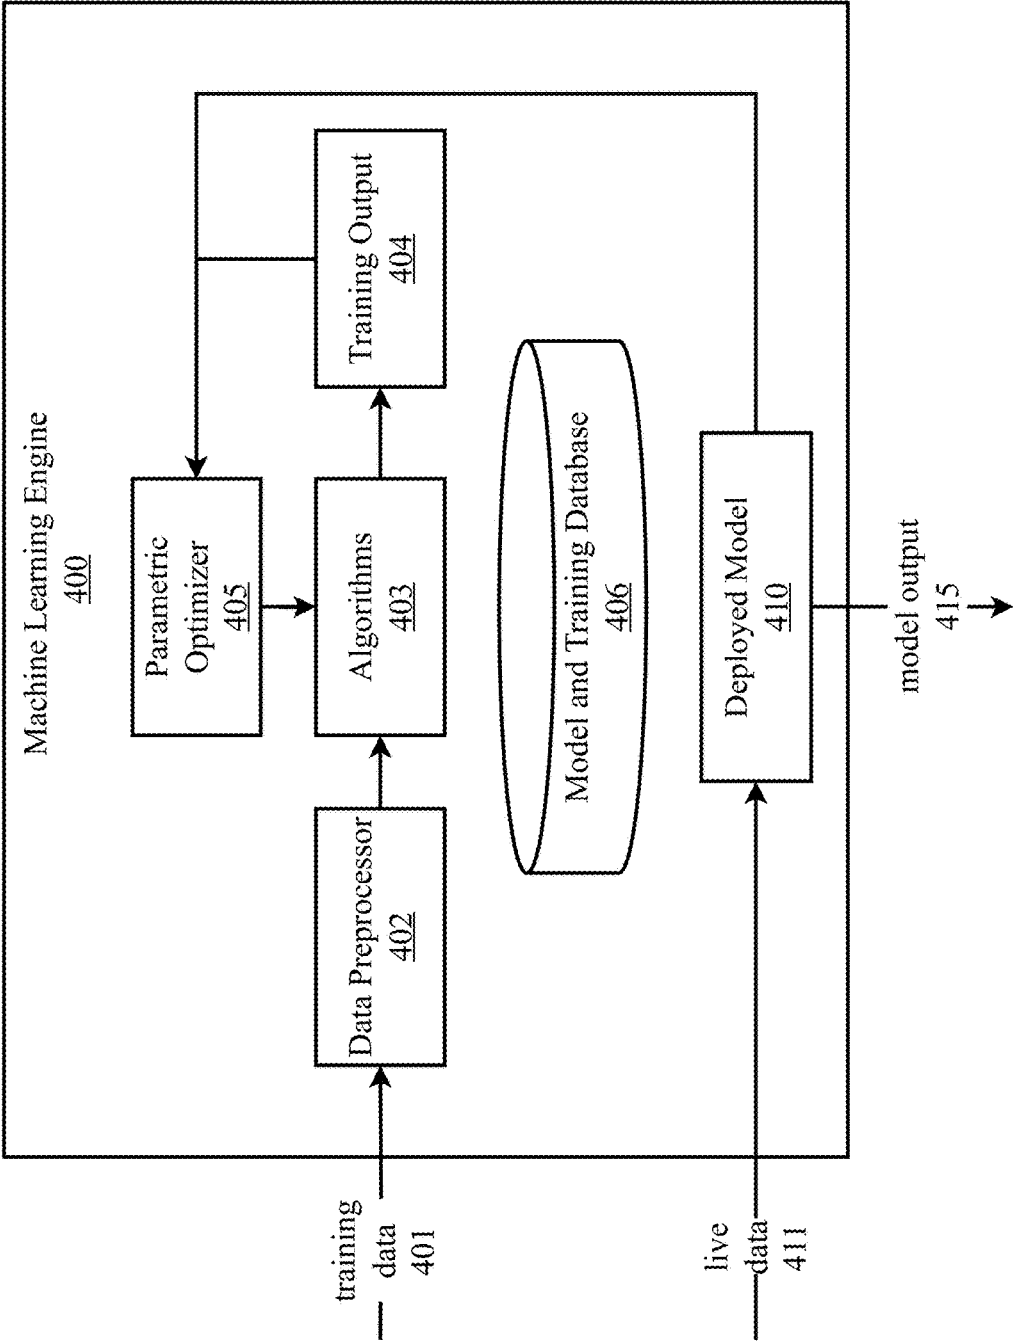 Machine Learning Engine
400
Parametric
Optimizer
405
training
data
401
Data Preprocessor
402
Algorithms
403
Training Output
404
Model and Training Database
406
live
data
411
Deployed Model
410
model output
415